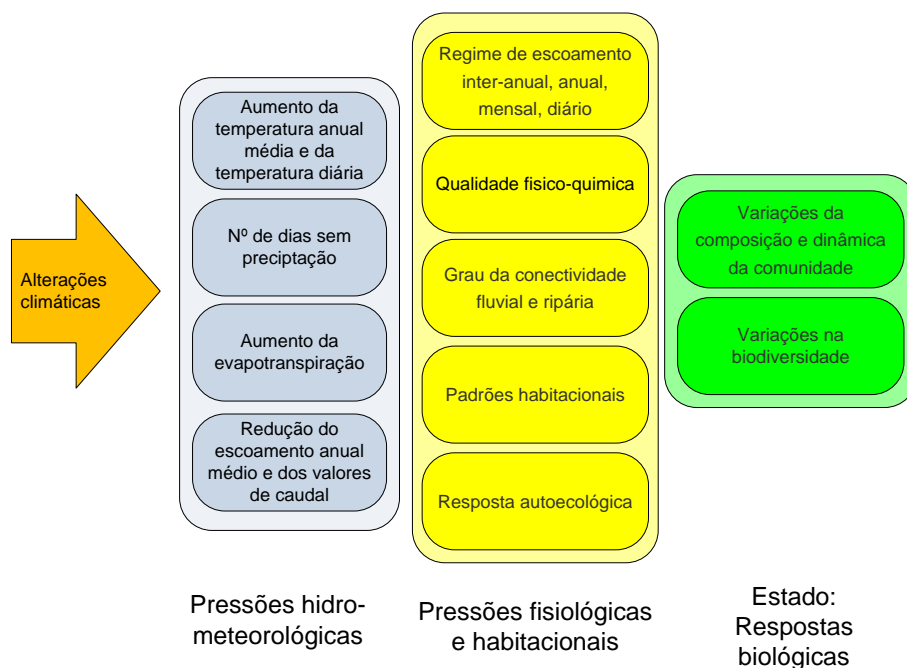 Alterações
climáticas
Aumento da
temperatura anual
média e da
temperatura diária
Nº de dias sem
preciptação
Aumento da
evapotranspiração
Redução do
escoamento anual
médio e dos valores
de caudal
Pressões hidro-
meteorológicas
Regime de escoamento
inter-anual, anual,
mensal, diário
Qualidade fisico-quimica
Grau da conectividade
fluvial e ripária
Padrões habitacionais
Resposta autoecológica
Pressões fisiológicas
e habitacionais
Variações da
composição e dinâmica
da comunidade
Variações na
biodiversidade
Estado:
Respostas
biológicas